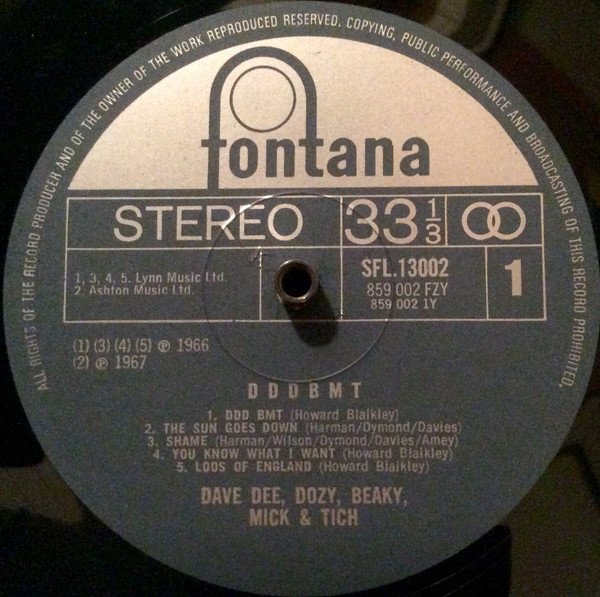 ALL RIGHTS OF THE RECORD PRODUCER AND OF THE OWNER OF THE WORK REPRODUCED RESERVED. COPYING, PUBLIC PERFORMANCE AND BROADCASTING OF THIS RECORD PROHIBITED.
fontana
STEREO 33 1/3
1, 3, 4, 5. Lynn Music Ltd.
2. Ashton Music Ltd.
SFL.13002
859 002 FZY
859 002 1Y
1
(1) (3) (4) (5) ℗ 1966
(2) ℗ 1967
D D D B M T
1. DDD BMT (Howard Blaikley)
2. THE SUN GOES DOWN (Harman/Dymond/Davies)
3. SHAME (Harman/Wilson/Dymond/Davies/Amey)
4. YOU KNOW WHAT I WANT (Howard Blaikley)
5. LOOS OF ENGLAND (Howard Blaikley)
DAVE DEE, DOZY, BEAKY,
MICK & TICH